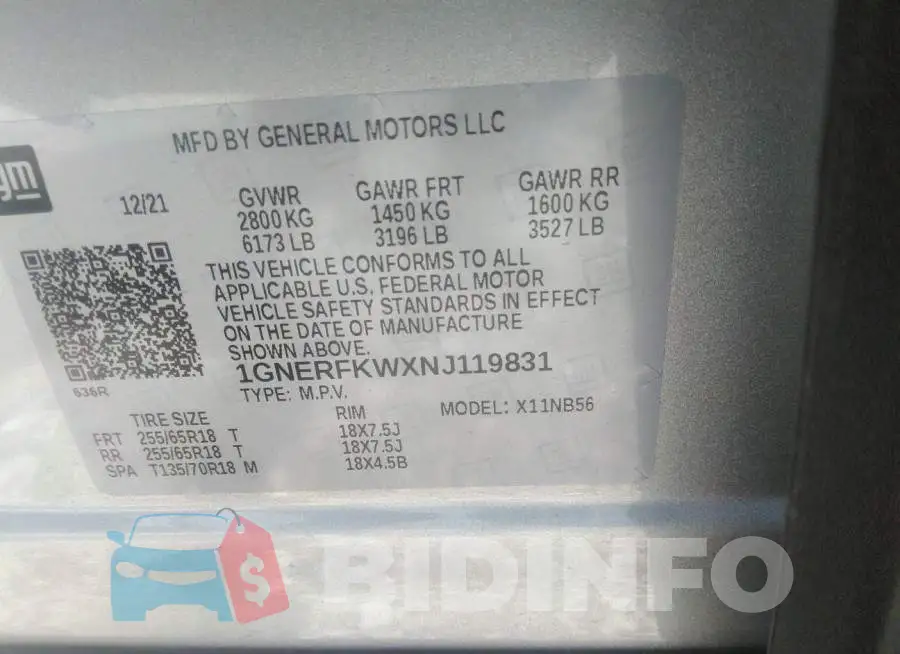 MFD BY GENERAL MOTORS LLC
gm
12/21 GVWR GAWR FRT GAWR RR
2800 KG 1450 KG 1600 KG
6173 LB 3196 LB 3527 LB
THIS VEHICLE CONFORMS TO ALL
APPLICABLE U.S. FEDERAL MOTOR
VEHICLE SAFETY STANDARDS IN EFFECT
ON THE DATE OF MANUFACTURE
SHOWN ABOVE.
1GNERFKWXNJ119831
636R
TYPE: M.P.V.
MODEL: X11NB56
TIRE SIZE RIM
FRT 255/65R18 T 18X7.5J
RR 255/65R18 T 18X7.5J
SPA T135/70R18 M 18X4.5B
$ BIDINFO